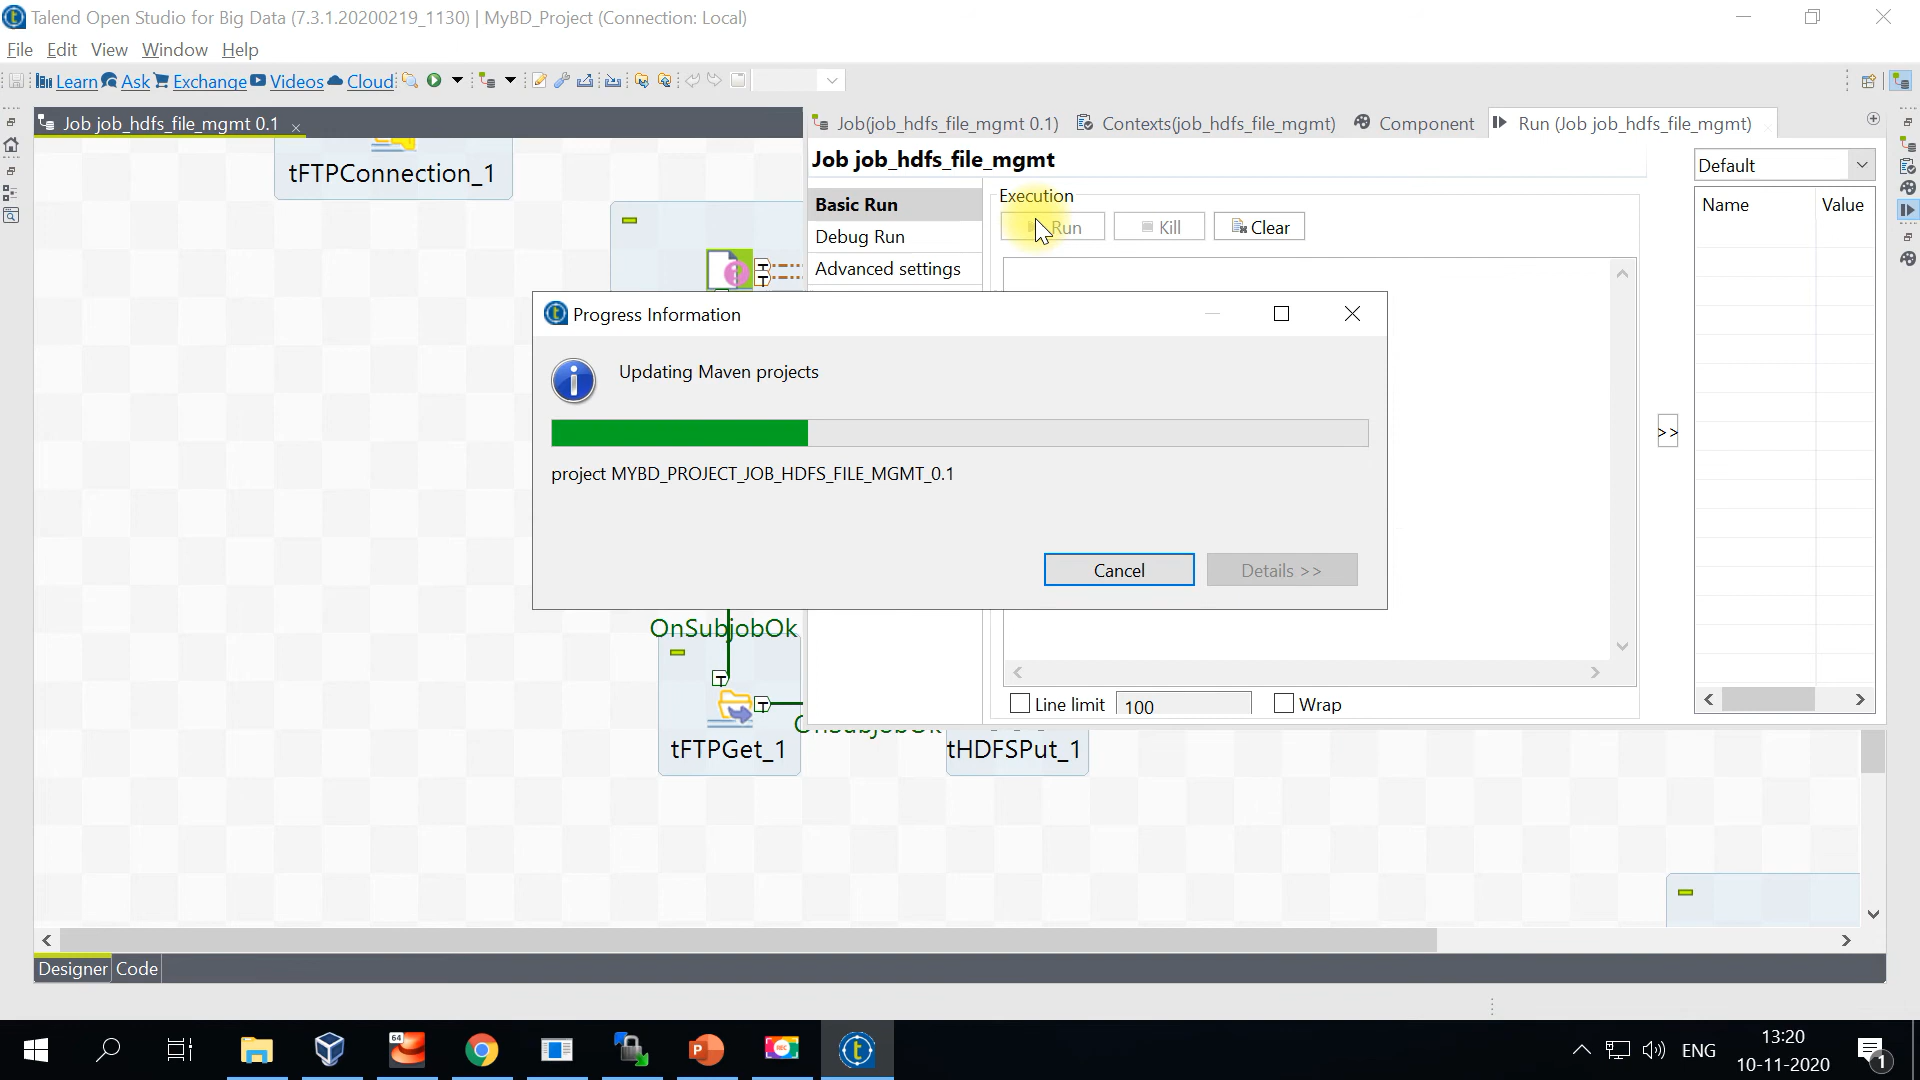 Talend Open Studio for Big Data (7.3.1.20200219_1130) | MyBD_Project (Connection: Local)
File Edit View Window Help
Learn Ask Exchange Videos Cloud
Job job_hdfs_file_mgmt 0.1
Job(job_hdfs_file_mgmt 0.1) Contexts(job_hdfs_file_mgmt) Component Run (Job job_hdfs_file_mgmt)
tFTPConnection_1
Job job_hdfs_file_mgmt
Default
Basic Run
Debug Run
Advanced settings
Execution
Run Kill Clear
Name Value
>>
Progress Information
Updating Maven projects
project MYBD_PROJECT_JOB_HDFS_FILE_MGMT_0.1
Cancel Details >>
OnSubjobOk
Line limit 100 Wrap
OnSubjobOk
tFTPGet_1 tHDFSPut_1
Designer Code
64
REC
ENG
13:20
10-11-2020
1